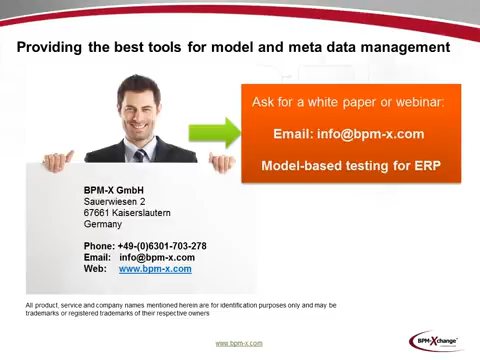 Providing the best tools for model and meta data management
Ask for a white paper or webinar:
Email: info@bpm-x.com
Model-based testing for ERP
BPM-X GmbH
Sauerwiesen 2
67661 Kaiserslautern
Germany
Phone: +49-(0)6301-703-278
Email: info@bpm-x.com
Web: www.bpm-x.com
All product, service and company names mentioned herein are for identification purposes only and may be
trademarks or registered trademarks of their respective owners
www.bpm-x.com
BPM-Xchange